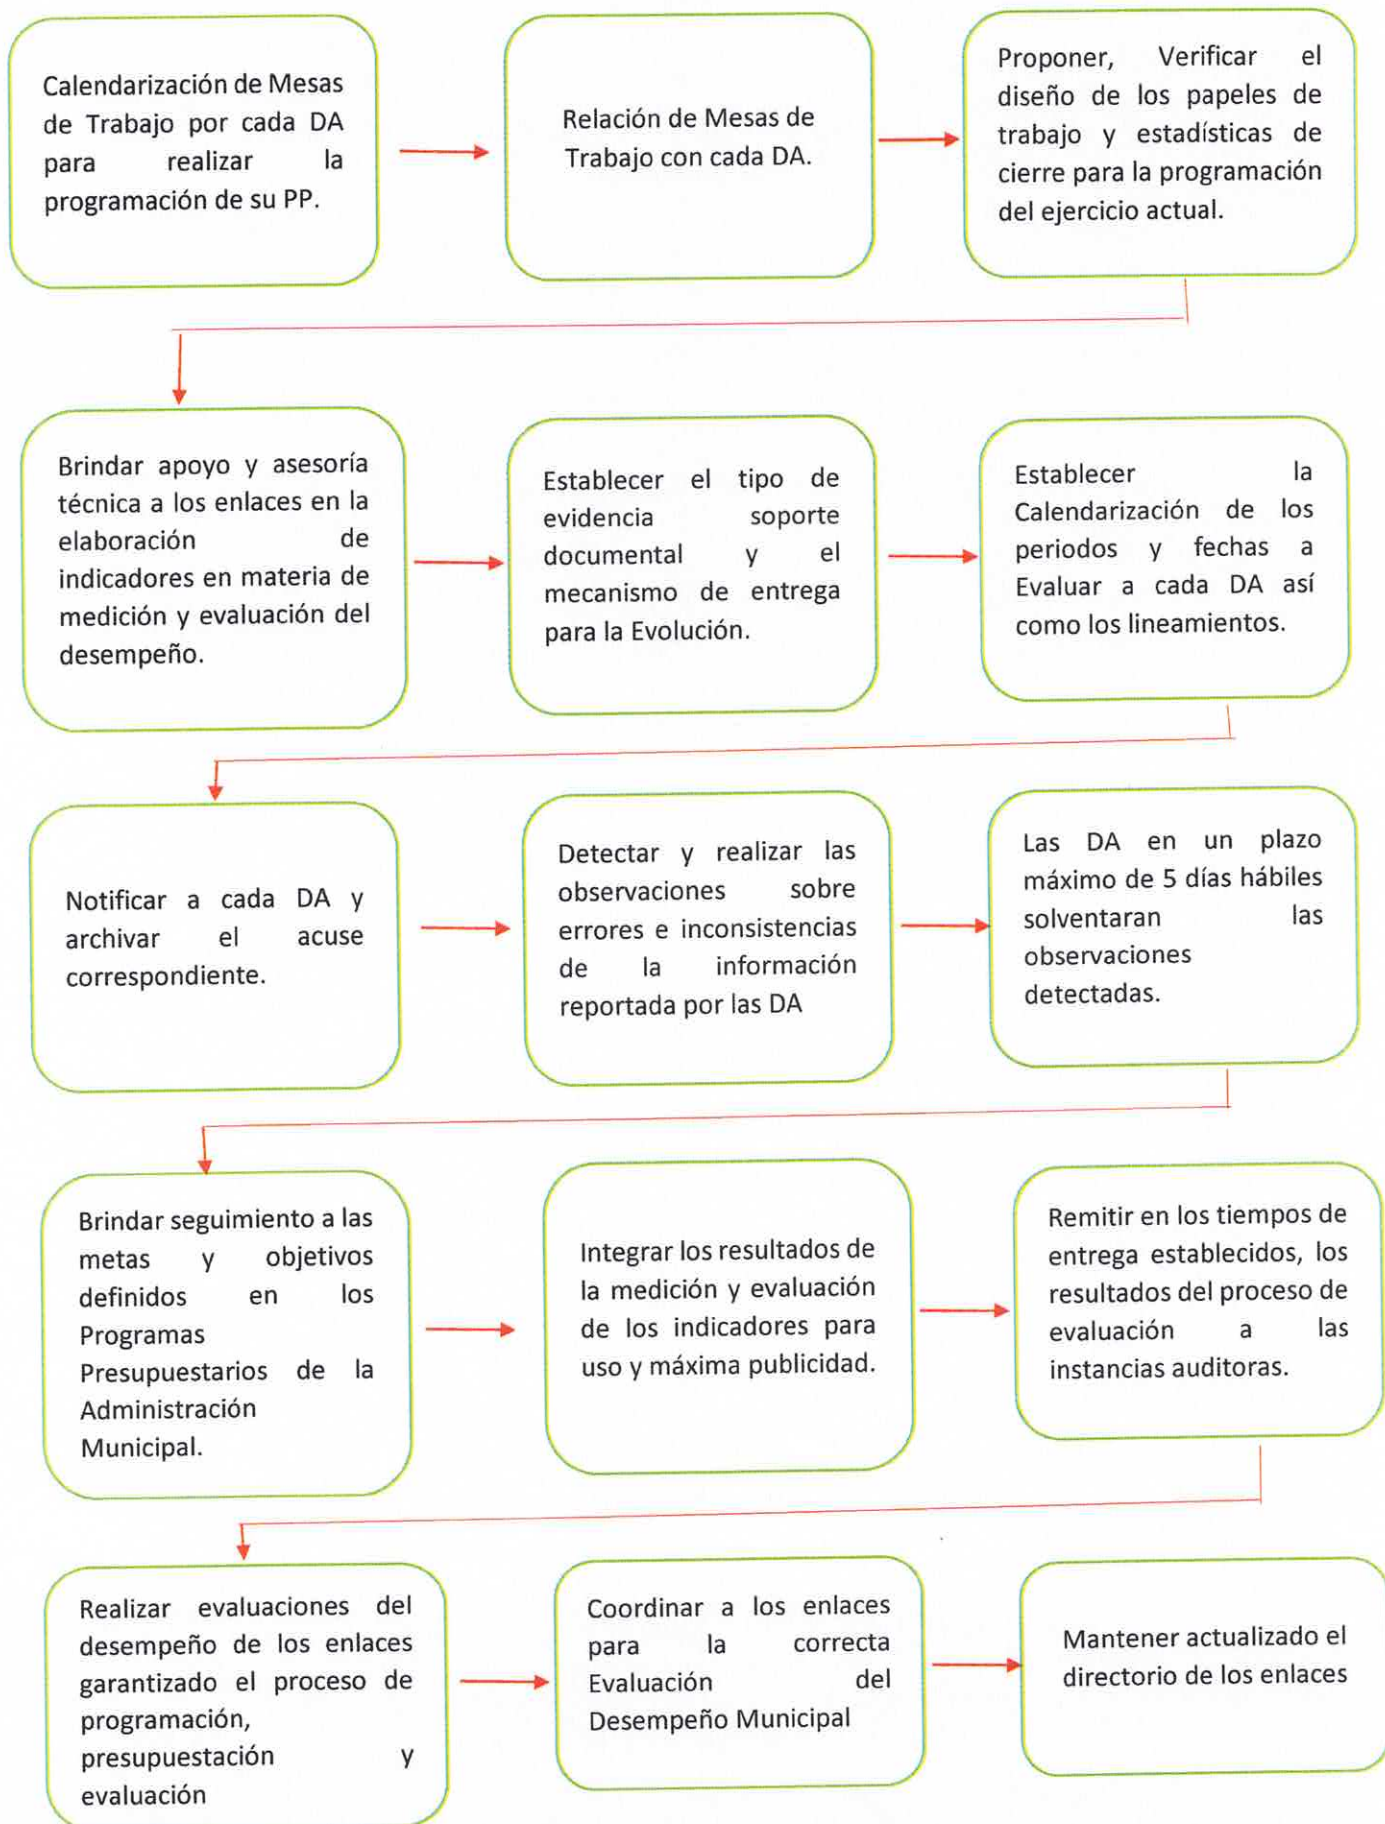 Calendarización de Mesas
de Trabajo por cada DA
para realizar la
programación de su PP.
Relación de Mesas de
Trabajo con cada DA.
Proponer, Verificar el
diseño de los papeles de
trabajo y estadísticas de
cierre para la programación
del ejercicio actual.
Brindar apoyo y asesoría
técnica a los enlaces en la
elaboración de
indicadores en materia de
medición y evaluación del
desempeño.
Establecer el tipo de
evidencia soporte
documental y el
mecanismo de entrega
para la Evolución.
Establecer la
Calendarización de los
periodos y fechas a
Evaluar a cada DA así
como los lineamientos.
Notificar a cada DA y
archivar el acuse
correspondiente.
Detectar y realizar las
observaciones sobre
errores e inconsistencias
de la información
reportada por las DA
Las DA en un plazo
máximo de 5 días hábiles
solventaran las
observaciones
detectadas.
Brindar seguimiento a las
metas y objetivos
definidos en los
Programas
Presupuestarios de la
Administración
Municipal.
Integrar los resultados de
la medición y evaluación
de los indicadores para
uso y máxima publicidad.
Remitir en los tiempos de
entrega establecidos, los
resultados del proceso de
evaluación a las
instancias auditoras.
Realizar evaluaciones del
desempeño de los enlaces
garantizado el proceso de
programación,
presupuestación y
evaluación
Coordinar a los enlaces
para la correcta
Evaluación del
Desempeño Municipal
Mantener actualizado el
directorio de los enlaces